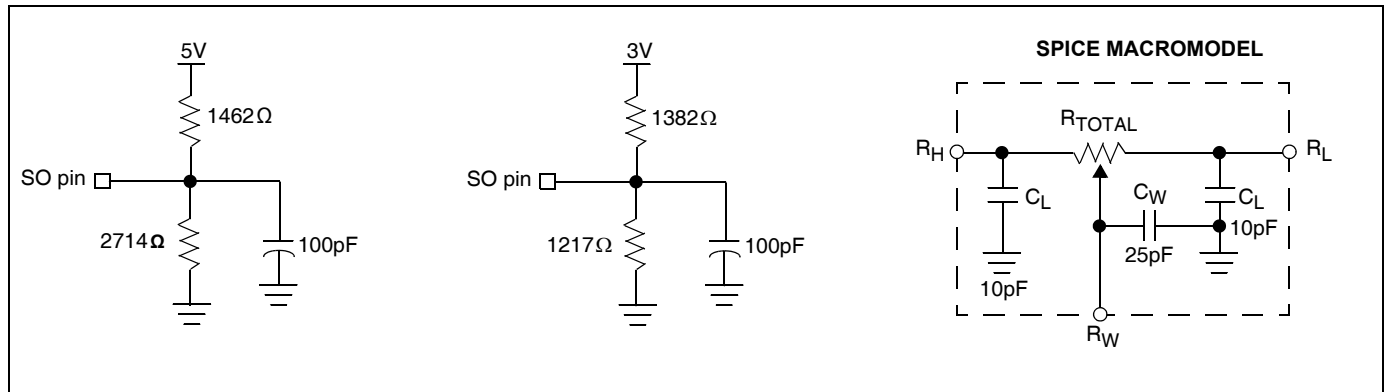 5V
1462Ω
SO pin
2714Ω
100pF
3V
1382Ω
SO pin
1217Ω
100pF
SPICE MACROMODEL
RTOTAL
RH
RL
CL
CW
CL
10pF
25pF
10pF
RW